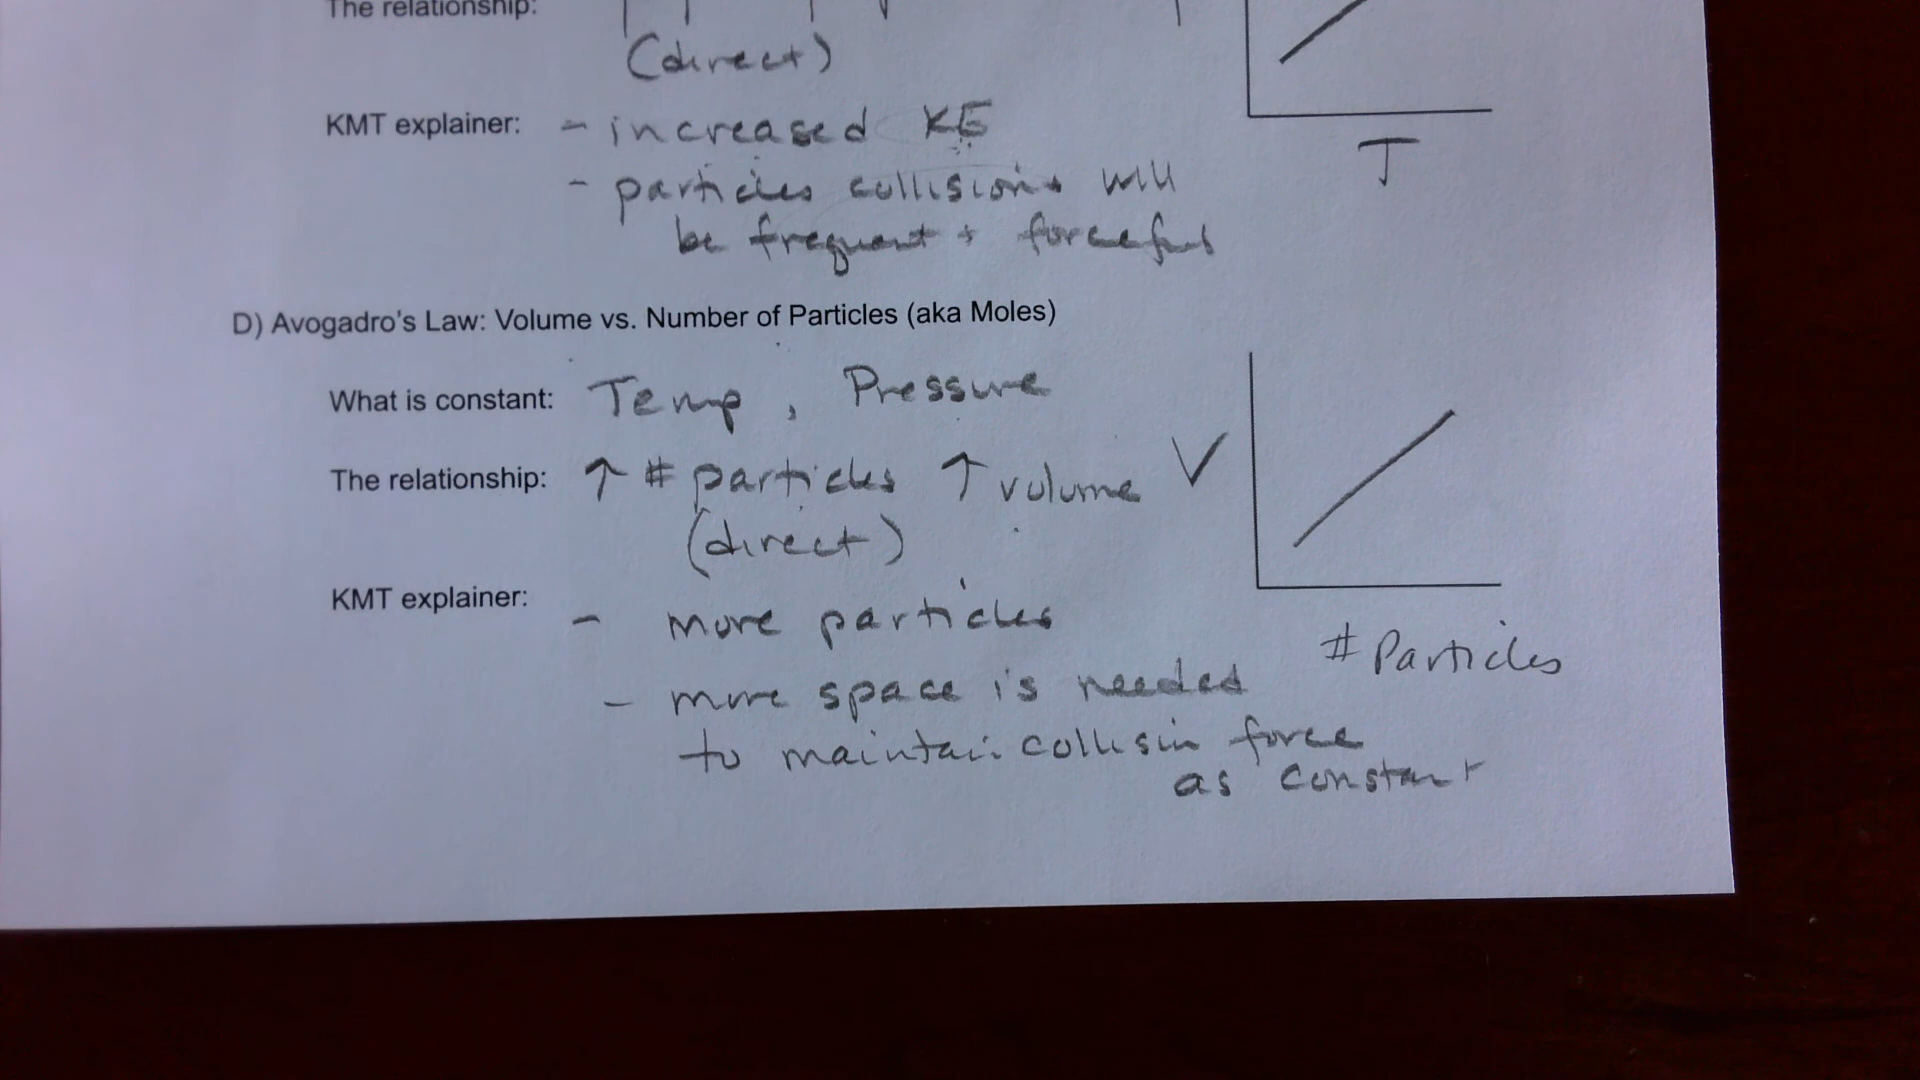 The relationship:
(direct)
KMT explainer: - increased KE
T
- particles collisions will
be frequent + forceful
D) Avogadro's Law: Volume vs. Number of Particles (aka Moles)
What is constant: Temp, Pressure
The relationship: ↑ # particles ↑ volume V
(direct)
KMT explainer:
- more particles
# Particles
- more space is needed
to maintain collision force
as constant